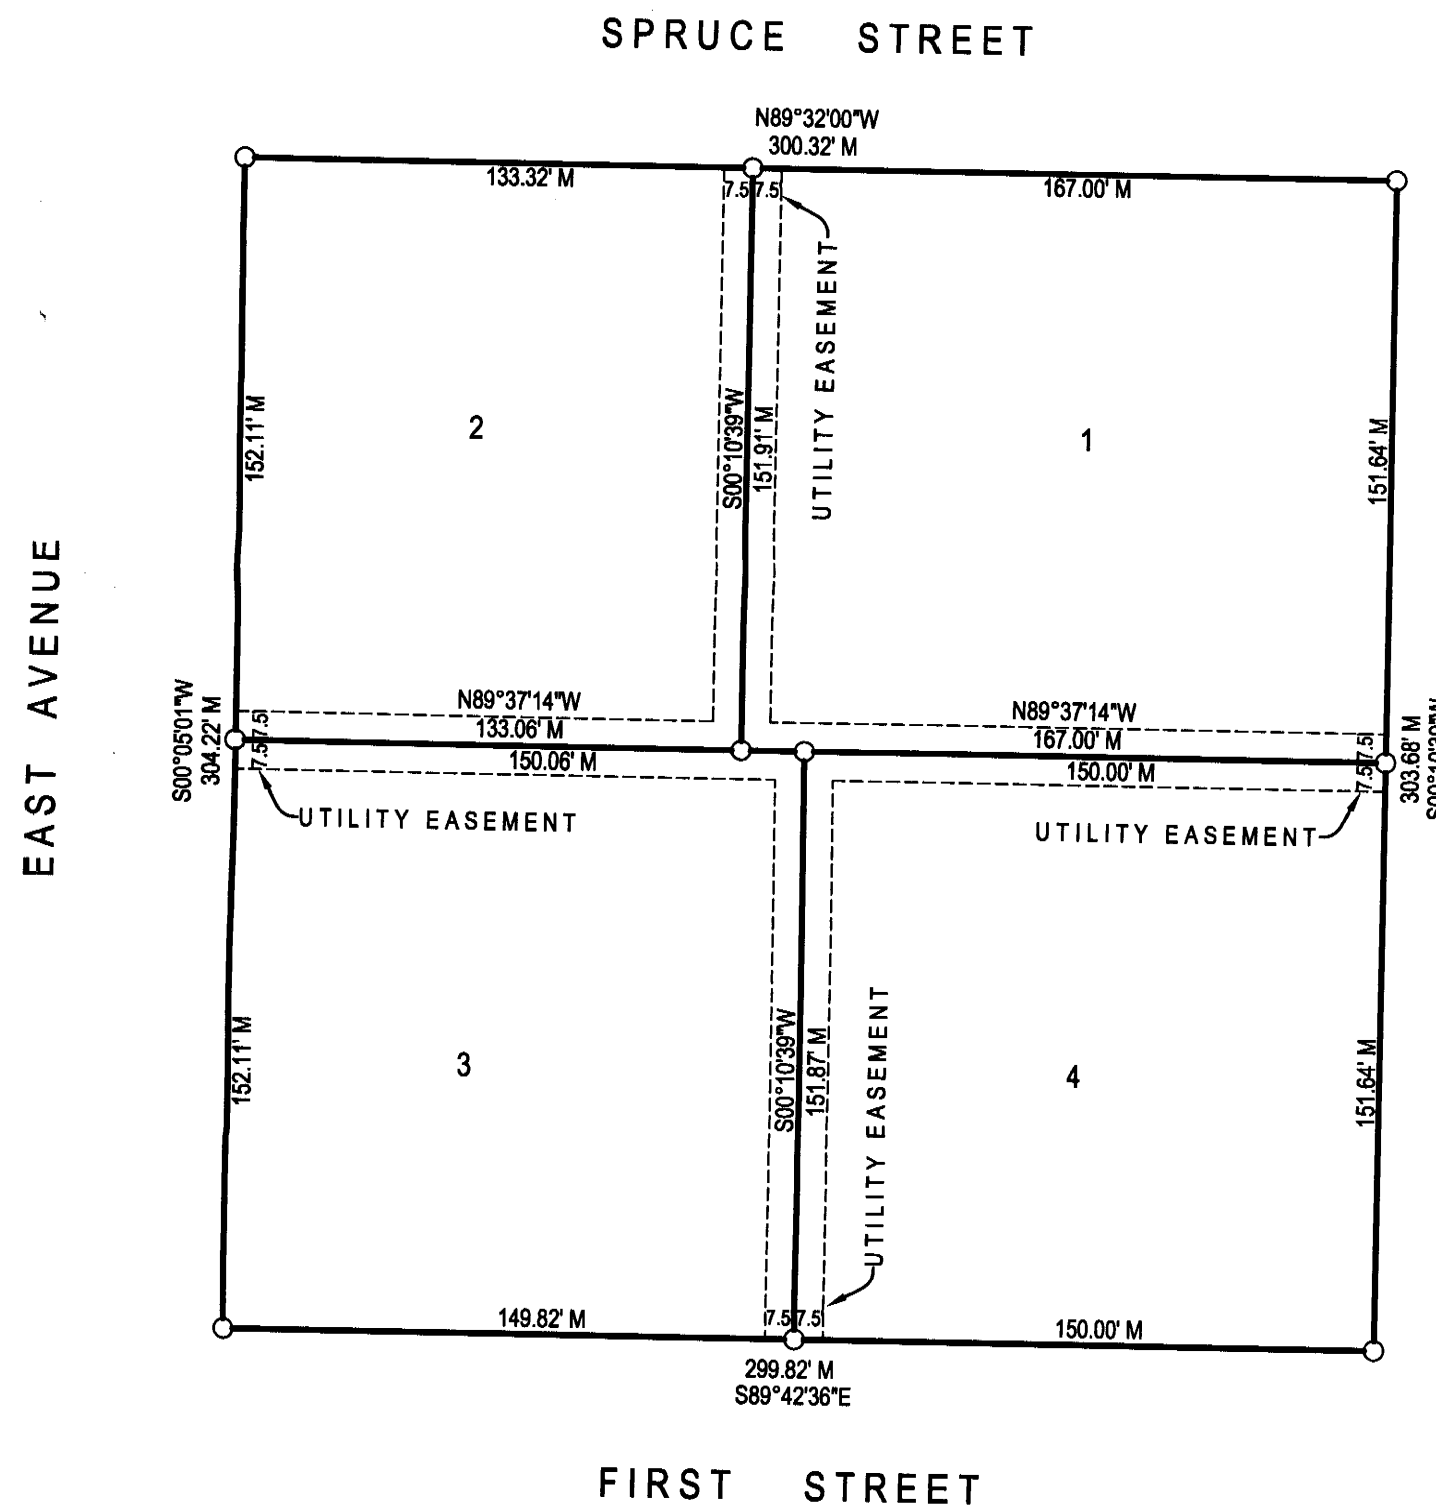 SPRUCE STREET
N89°32'00"W
300.32' M
133.32' M
7.5
7.5
167.00' M
UTILITY EASEMENT
2
1
152.11' M
S00°10'39"W
151.91' M
151.64' M
EAST AVENUE
S00°05'01"W
304.22' M
7.5
7.5
N89°37'14"W
133.06' M
150.06' M
N89°37'14"W
167.00' M
150.00' M
7.5
7.5
303.68' M
UTILITY EASEMENT
UTILITY EASEMENT
152.11' M
3
S00°10'39"W
151.87' M
UTILITY EASEMENT
4
151.64' M
149.82' M
7.5
7.5
150.00' M
299.82' M
S89°42'36"E
FIRST STREET